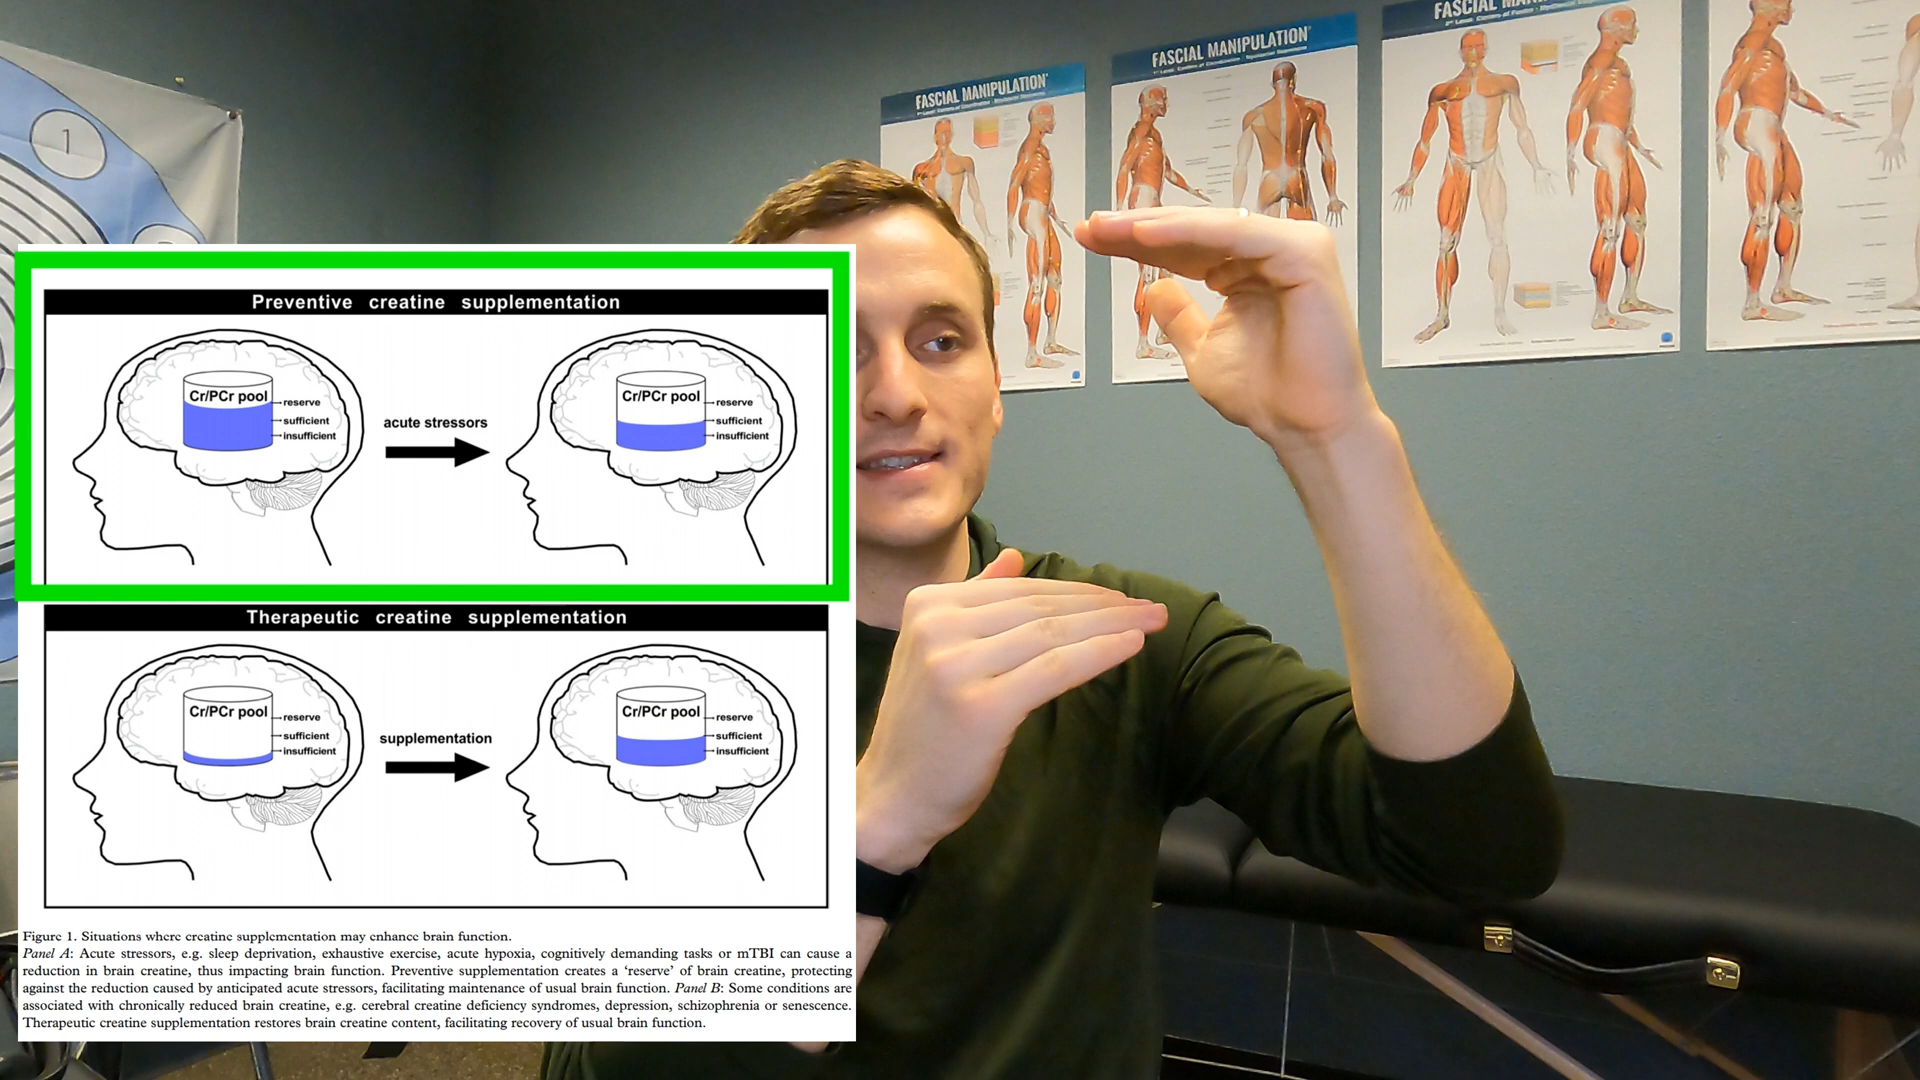 FASCIAL MANIPULATION
FASCIAL MANIPULATION
FASCIAL
1
Preventive creatine supplementation
Cr/PCr pool
reserve
sufficient
insufficient
acute stressors
Cr/PCr pool
reserve
sufficient
insufficient
Therapeutic creatine supplementation
Cr/PCr pool
reserve
sufficient
insufficient
supplementation
Cr/PCr pool
reserve
sufficient
insufficient
Figure 1. Situations where creatine supplementation may enhance brain function.
Panel A: Acute stressors, e.g. sleep deprivation, exhaustive exercise, acute hypoxia, cognitively demanding tasks or mTBI can cause a
reduction in brain creatine, thus impacting brain function. Preventive supplementation creates a ‘reserve’ of brain creatine, protecting
against the reduction caused by anticipated acute stressors, facilitating maintenance of usual brain function. Panel B: Some conditions are
associated with chronically reduced brain creatine, e.g. cerebral creatine deficiency syndromes, depression, schizophrenia or senescence.
Therapeutic creatine supplementation restores brain creatine content, facilitating recovery of usual brain function.